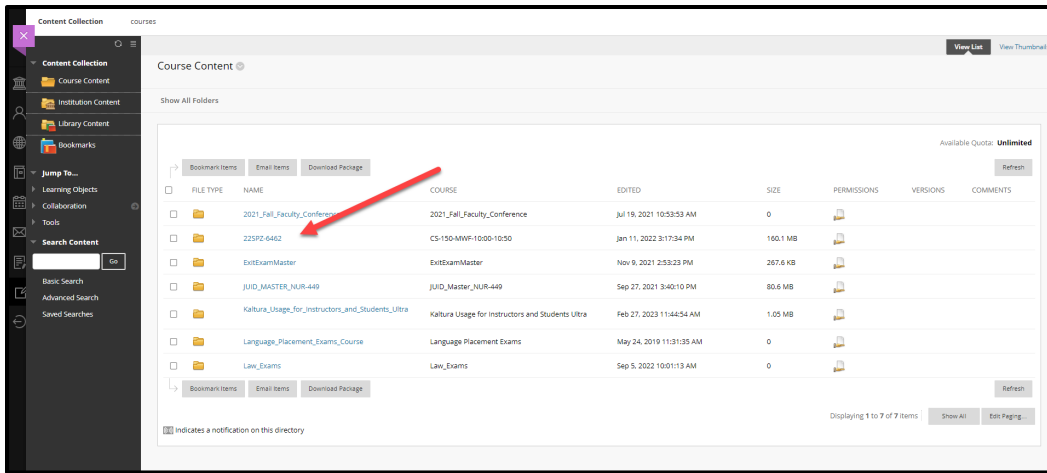 Content Collection courses
View List View Thumbnail
Content Collection
Course Content
Course Content
Institution Content
Show All Folders
Library Content
Bookmarks
Available Quota: Unlimited
Jump To...
Bookmark Items Email Items Download Package Refresh
Learning Objects
FILE TYPE NAME COURSE EDITED SIZE PERMISSIONS VERSIONS COMMENTS
Collaboration
2021_Fall_Faculty_Conference 2021_Fall_Faculty_Conference Jul 19, 2021 10:53:53 AM 0
Tools
22SPZ-6462 CS-150-MWF-10:00-10:50 Jan 11, 2022 3:17:34 PM 160.1 MB
Search Content
Go
ExitExamMaster ExitExamMaster Nov 9, 2021 2:53:23 PM 267.6 KB
Basic Search
JUID_MASTER_NUR-449 JUID_Master_NUR-449 Sep 27, 2021 3:40:10 PM 80.6 MB
Advanced Search
Saved Searches
Kaltura_Usage_for_Instructors_and_Students_Ultra Kaltura Usage for Instructors and Students Ultra Feb 27, 2023 11:44:54 AM 1.05 MB
Language_Placement_Exams_Course Language Placement Exams May 24, 2019 11:31:35 AM 0
Law_Exams Law_Exams Sep 5, 2022 10:01:13 AM 0
Bookmark Items Email Items Download Package Refresh
Displaying 1 to 7 of 7 items Show All Edit Paging...
Indicates a notification on this directory